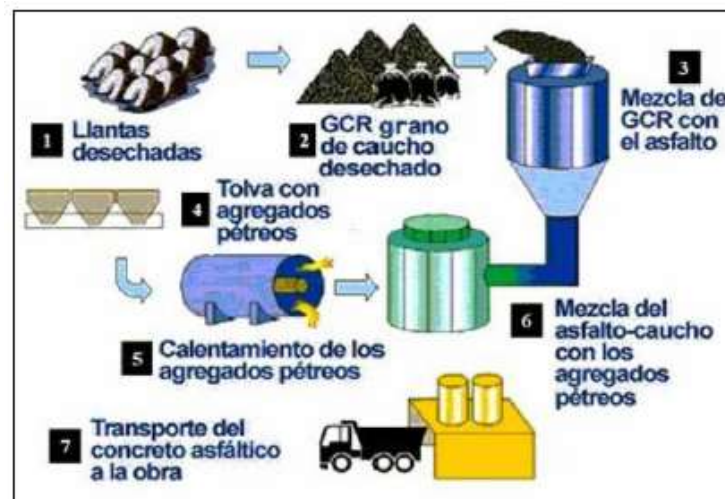 1 Llantas
desechadas
2 GCR grano
de caucho
desechado
3
Mezcla de
GCR con
el asfalto
4 Tolva con
agregados
pétreos
5 Calentamiento de los
agregados pétreos
6 Mezcla del
asfalto-caucho
con los
agregados
pétreos
7 Transporte del
concreto asfáltico
a la obra